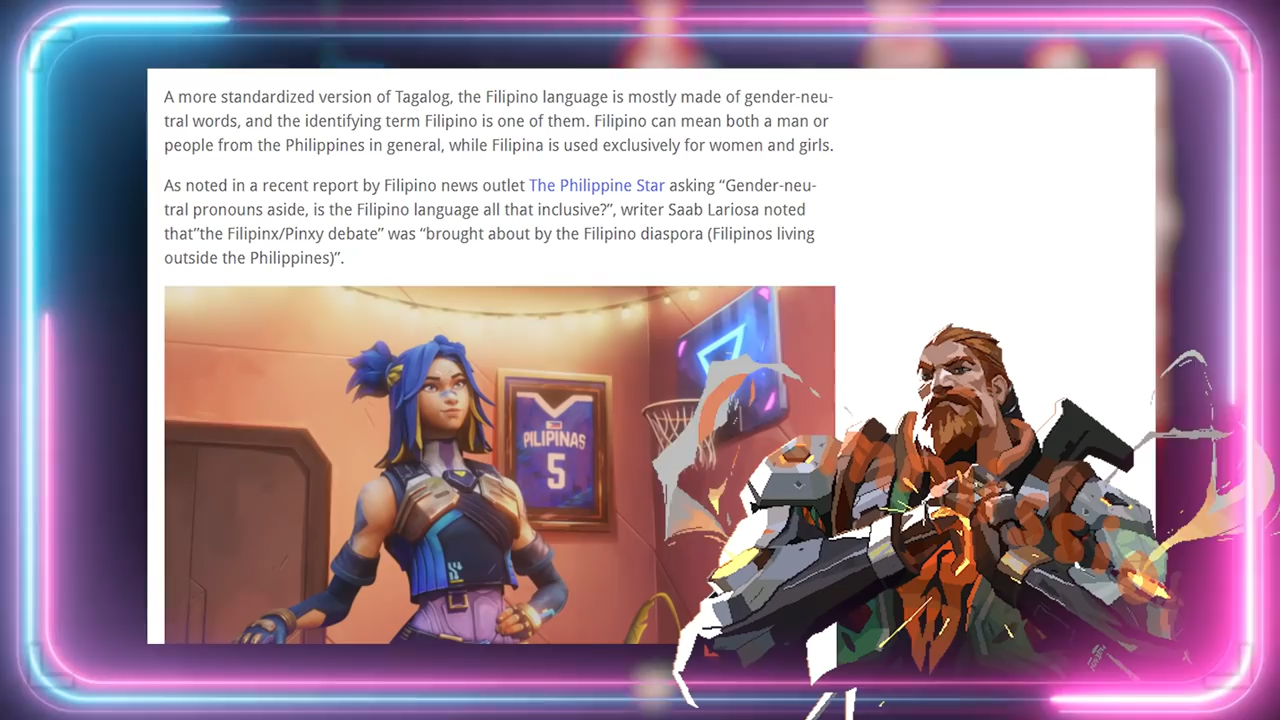 A more standardized version of Tagalog, the Filipino language is mostly made of gender-neu-
tral words, and the identifying term Filipino is one of them. Filipino can mean both a man or
people from the Philippines in general, while Filipina is used exclusively for women and girls.
As noted in a recent report by Filipino news outlet The Philippine Star asking “Gender-neu-
tral pronouns aside, is the Filipino language all that inclusive?”, writer Saab Lariosa noted
that”the Filipinx/Pinxy debate” was “brought about by the Filipino diaspora (Filipinos living
outside the Philippines)”.
PILIPINAS
5